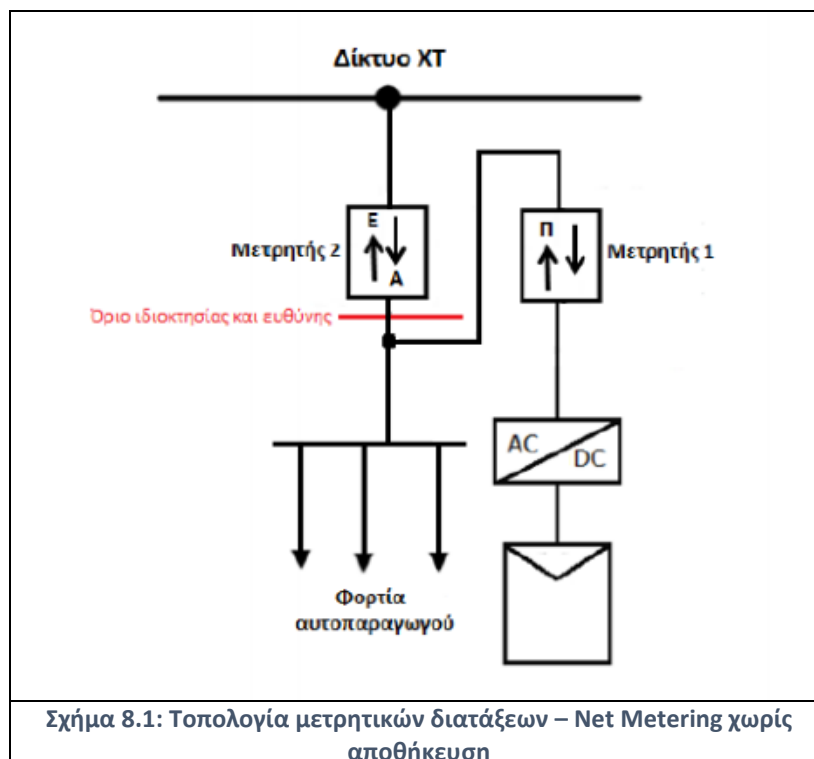 Δίκτυο ΧΤ
Ε
Α
Μετρητής 2
Π
Μετρητής 1
Όριο ιδιοκτησίας και ευθύνης
AC
DC
Φορτία
αυτοπαραγωγού
Σχήμα 8.1: Τοπολογία μετρητικών διατάξεων – Net Metering χωρίς
αποθήκευση